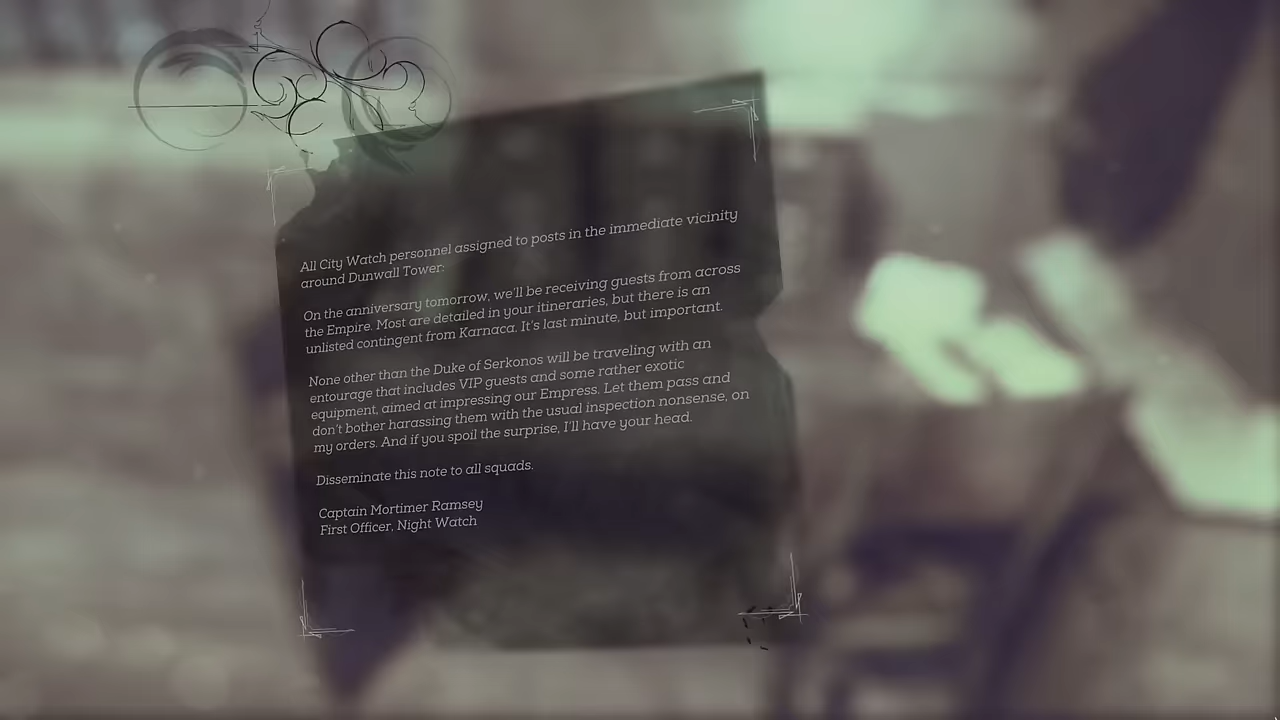 All City Watch personnel assigned to posts in the immediate vicinity
around Dunwall Tower:
On the anniversary tomorrow, we'll be receiving guests from across
the Empire. Most are detailed in your itineraries, but there is an
unlisted contingent from Karnaca. It's last minute, but important.
None other than the Duke of Serkonos will be traveling with an
entourage that includes VIP guests and some rather exotic
equipment, aimed at impressing our Empress. Let them pass and
don't bother harassing them with the usual inspection nonsense, on
my orders. And if you spoil the surprise, I'll have your head.
Disseminate this note to all squads.
Captain Mortimer Ramsey
First Officer, Night Watch